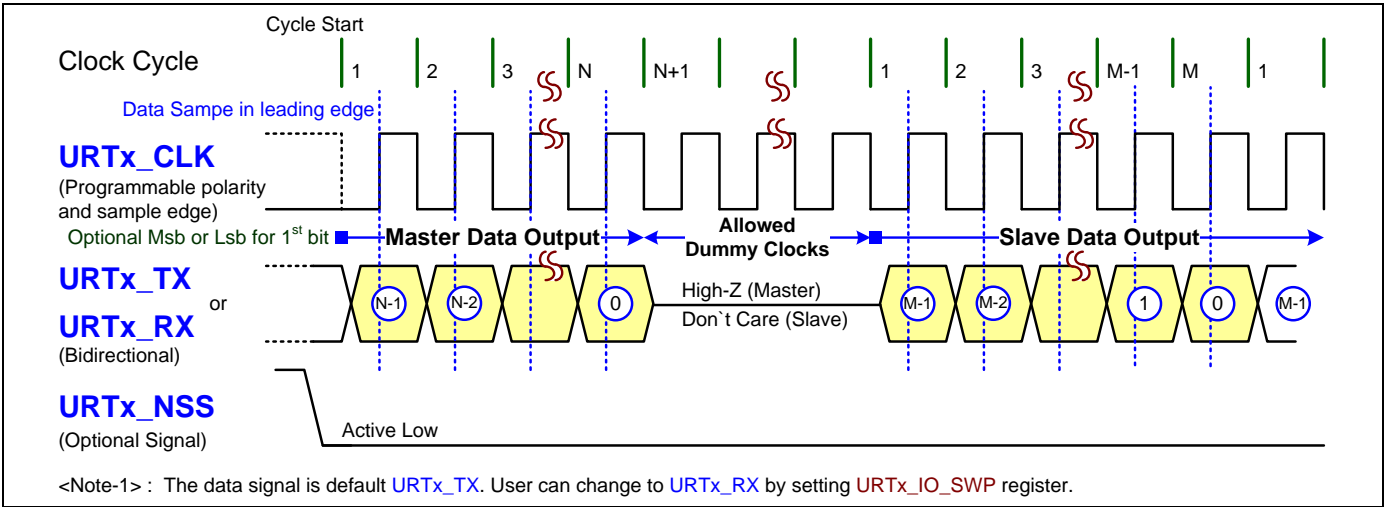 Cycle Start
Clock Cycle
1 2 3 N N+1 1 2 3 M-1 M 1
Data Sampe in leading edge
URTx_CLK
(Programmable polarity
and sample edge)
Optional Msb or Lsb for 1st bit
Master Data Output
Allowed
Dummy Clocks
Slave Data Output
URTx_TX
or
URTx_RX
(Bidirectional)
N-1 N-2 0
High-Z (Master)
Don`t Care (Slave)
M-1 M-2 1 0 M-1
URTx_NSS
(Optional Signal)
Active Low
<Note-1> : The data signal is default URTx_TX. User can change to URTx_RX by setting URTx_IO_SWP register.